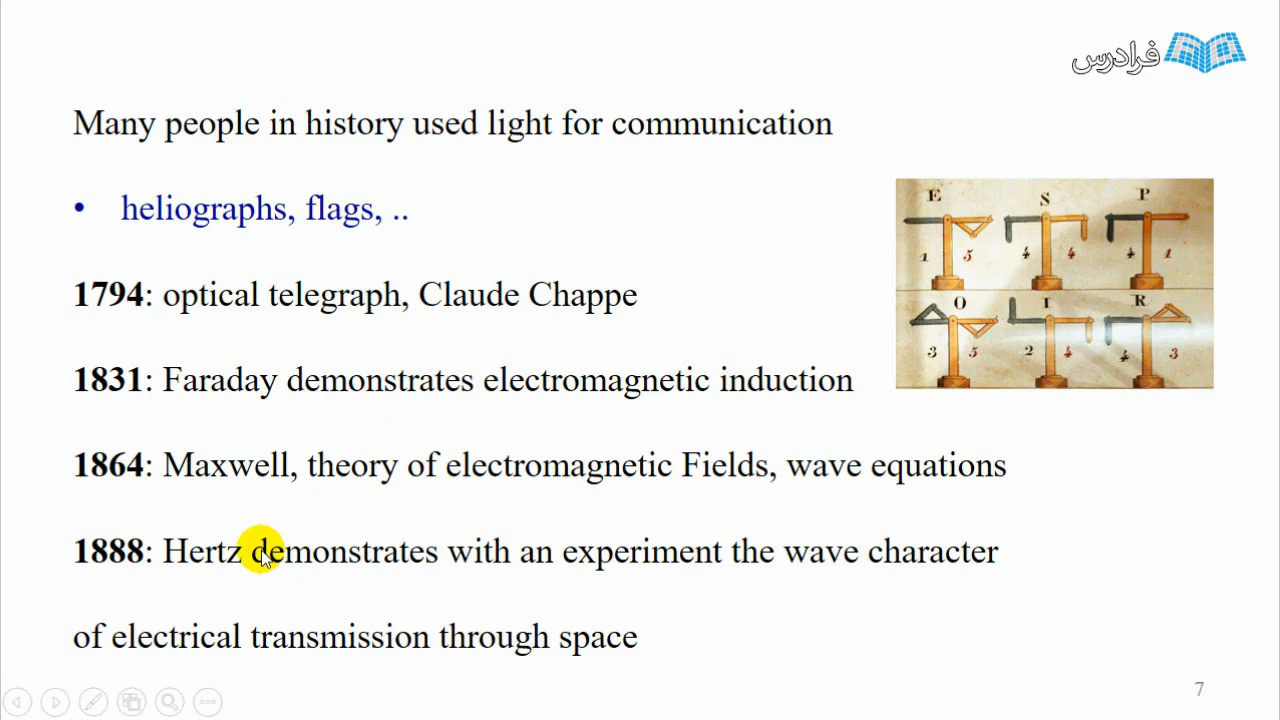 فرادرس
Many people in history used light for communication
• heliographs, flags, ..
1794: optical telegraph, Claude Chappe
1831: Faraday demonstrates electromagnetic induction
1864: Maxwell, theory of electromagnetic Fields, wave equations
1888: Hertz demonstrates with an experiment the wave character
of electrical transmission through space
E S P
1 5 4 4 4 1
O I R
3 5 2 4 4 3
7